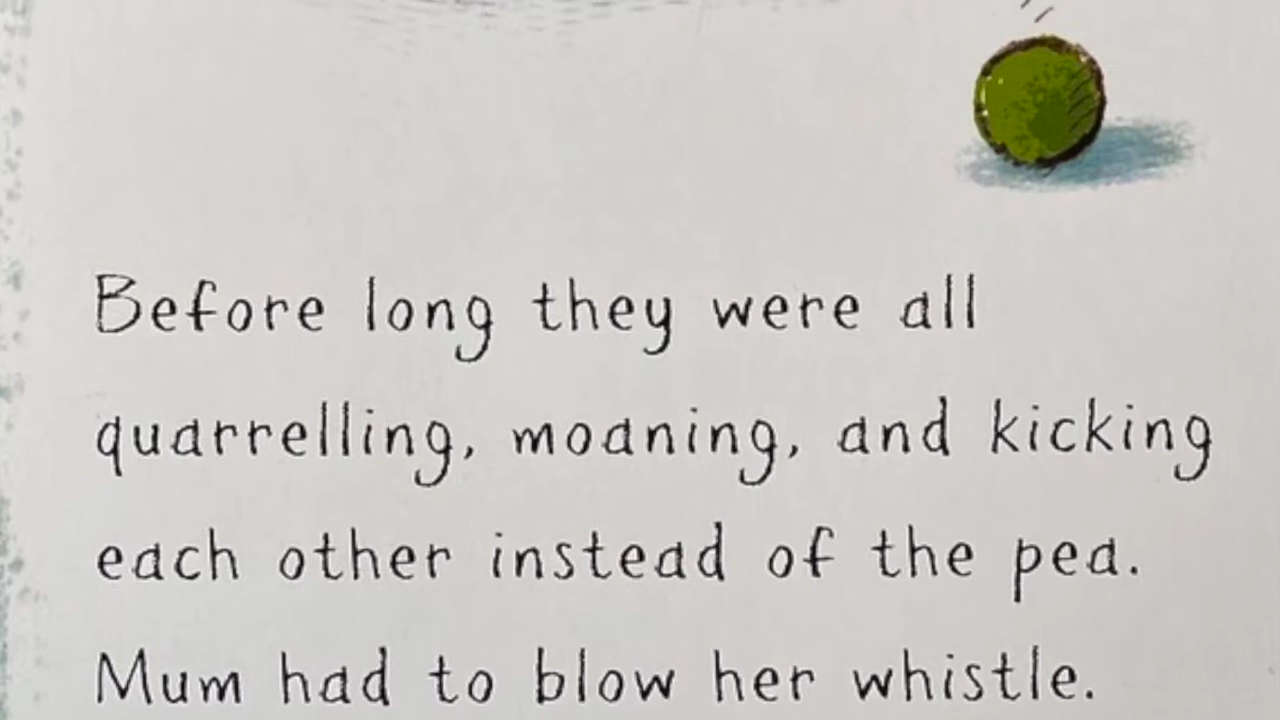 Before long they were all
quarrelling, moaning, and kicking
each other instead of the pea.
Mum had to blow her whistle.